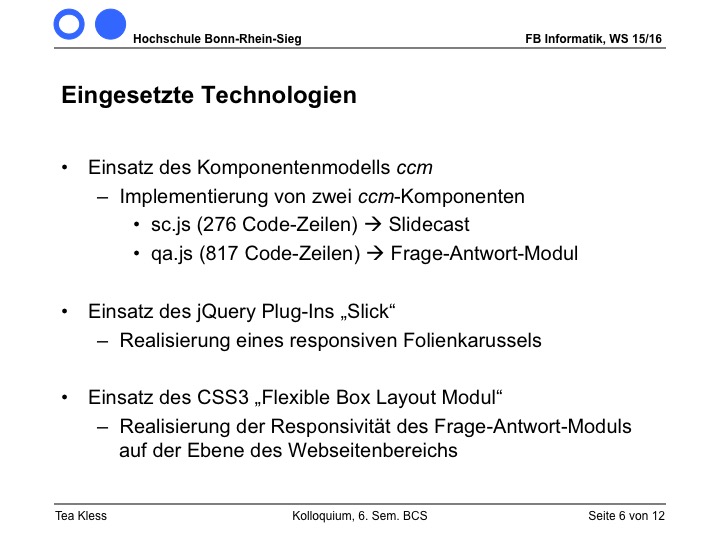 Hochschule Bonn-Rhein-Sieg FB Informatik, WS 15/16
Eingesetzte Technologien
• Einsatz des Komponentenmodells ccm
– Implementierung von zwei ccm-Komponenten
• sc.js (276 Code-Zeilen) → Slidecast
• qa.js (817 Code-Zeilen) → Frage-Antwort-Modul
• Einsatz des jQuery Plug-Ins „Slick“
– Realisierung eines responsiven Folienkarussels
• Einsatz des CSS3 „Flexible Box Layout Modul“
– Realisierung der Responsivität des Frage-Antwort-Moduls
auf der Ebene des Webseitenbereichs
Tea Kless Kolloquium, 6. Sem. BCS Seite 6 von 12